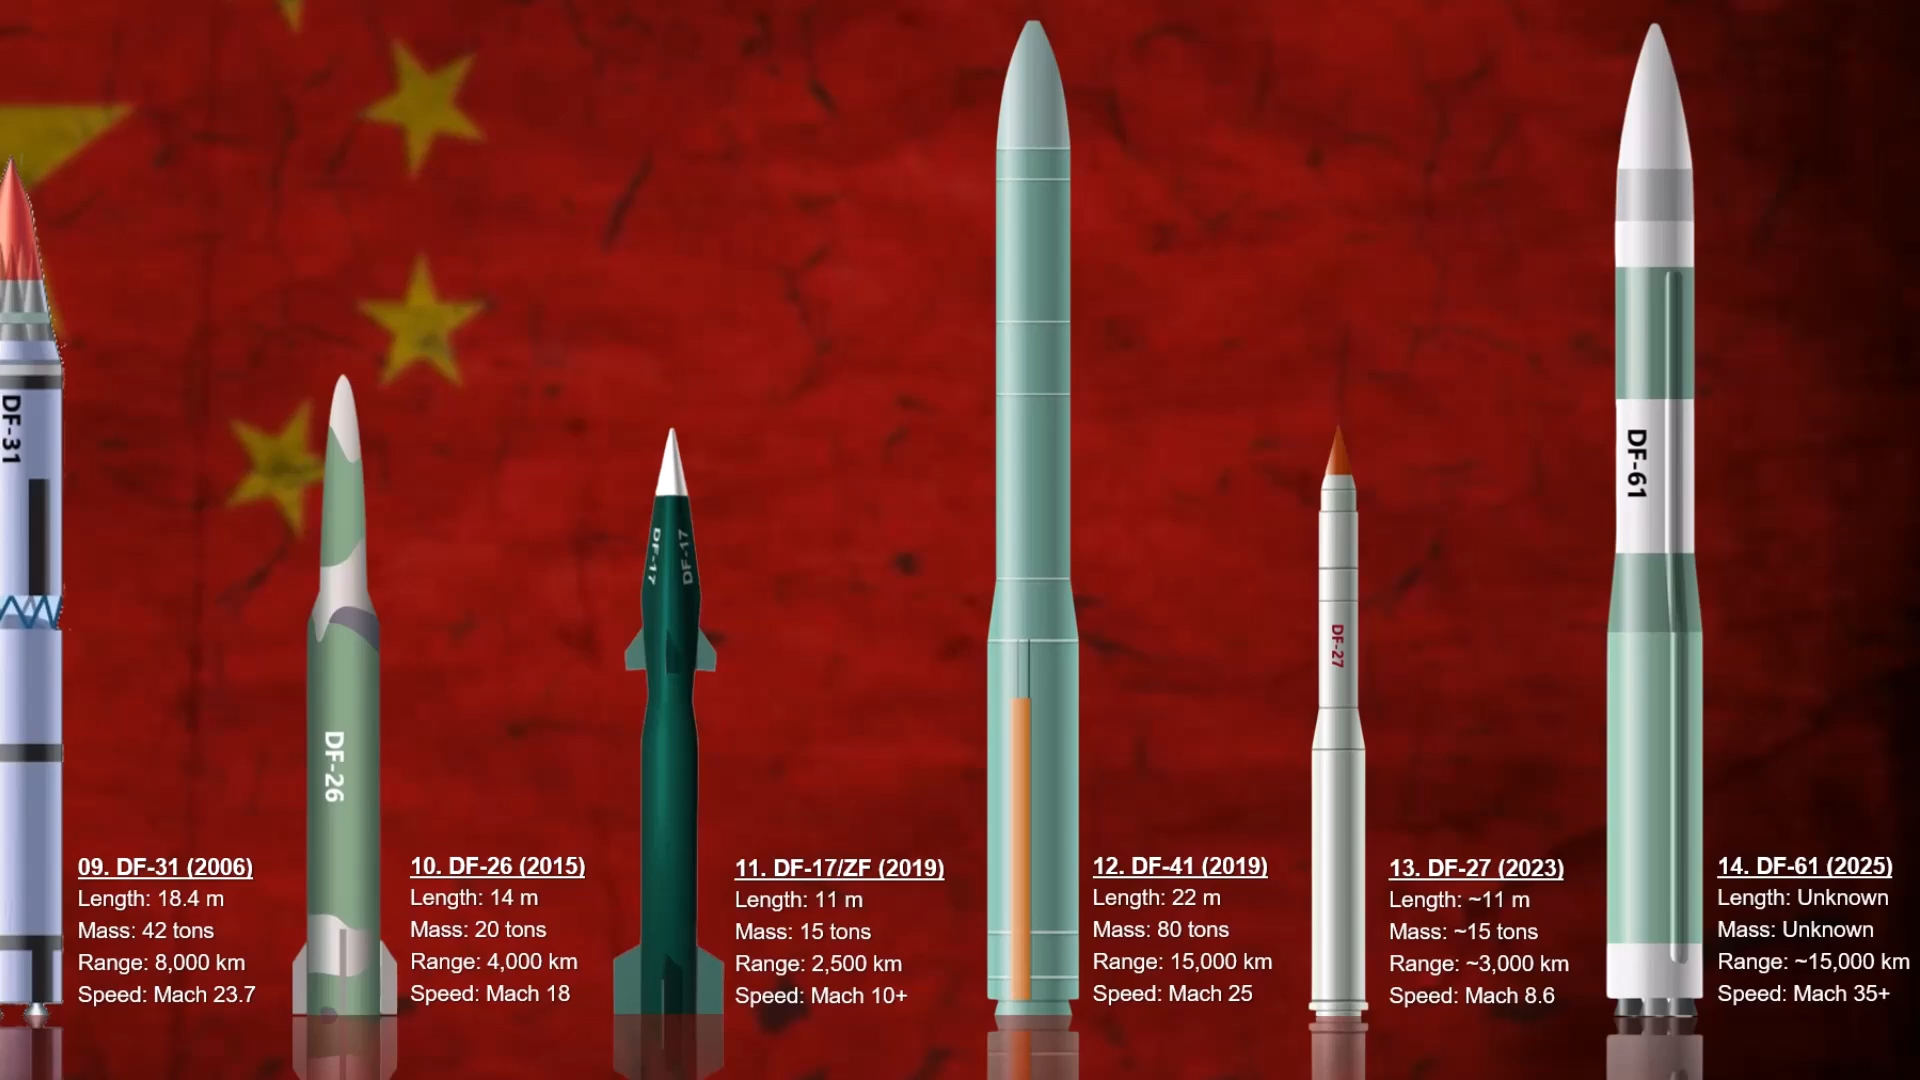 DF-31
DF-26
DF-17
DF-17
DF-27
DF-61
09. DF-31 (2006)
Length: 18.4 m
Mass: 42 tons
Range: 8,000 km
Speed: Mach 23.7
10. DF-26 (2015)
Length: 14 m
Mass: 20 tons
Range: 4,000 km
Speed: Mach 18
11. DF-17/ZF (2019)
Length: 11 m
Mass: 15 tons
Range: 2,500 km
Speed: Mach 10+
12. DF-41 (2019)
Length: 22 m
Mass: 80 tons
Range: 15,000 km
Speed: Mach 25
13. DF-27 (2023)
Length: ~11 m
Mass: ~15 tons
Range: ~3,000 km
Speed: Mach 8.6
14. DF-61 (2025)
Length: Unknown
Mass: Unknown
Range: ~15,000 km
Speed: Mach 35+